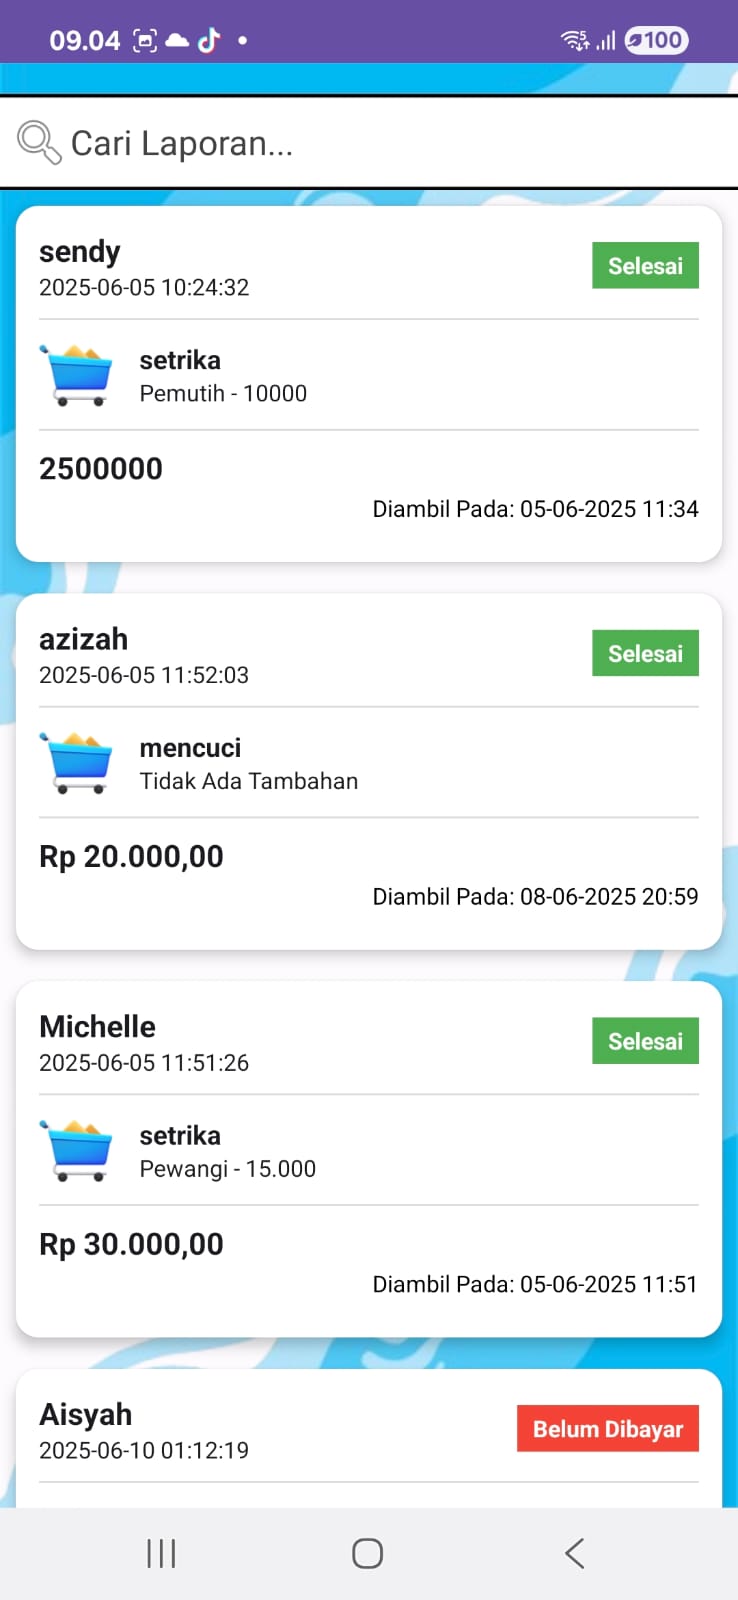 09.04
100
Cari Laporan...
sendy
Selesai
2025-06-05 10:24:32
setrika
Pemutih - 10000
2500000
Diambil Pada: 05-06-2025 11:34
azizah
Selesai
2025-06-05 11:52:03
mencuci
Tidak Ada Tambahan
Rp 20.000,00
Diambil Pada: 08-06-2025 20:59
Michelle
Selesai
2025-06-05 11:51:26
setrika
Pewangi - 15.000
Rp 30.000,00
Diambil Pada: 05-06-2025 11:51
Aisyah
Belum Dibayar
2025-06-10 01:12:19